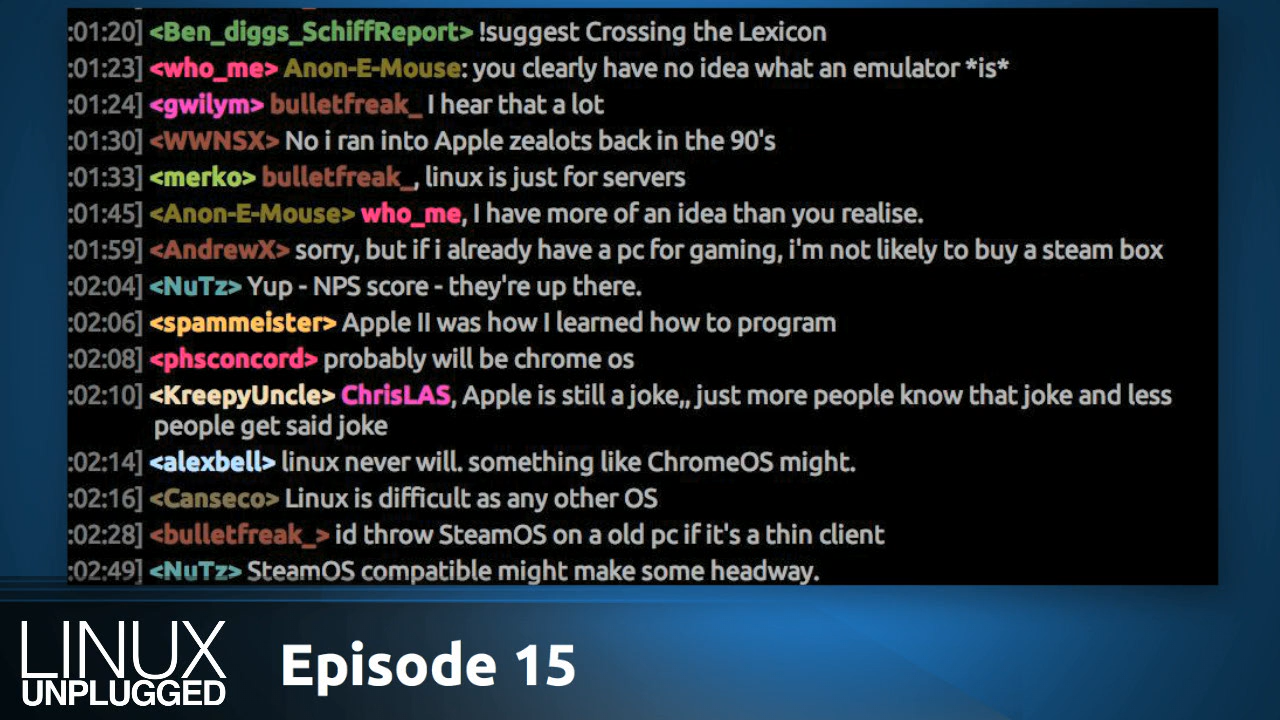 :01:20] <Ben_diggs_SchiffReport> !suggest Crossing the Lexicon
:01:23] <who_me> Anon-E-Mouse: you clearly have no idea what an emulator *is*
:01:24] <gwilym> bulletfreak_ I hear that a lot
:01:30] <WWNSX> No i ran into Apple zealots back in the 90's
:01:33] <merko> bulletfreak_, linux is just for servers
:01:45] <Anon-E-Mouse> who_me, I have more of an idea than you realise.
:01:59] <AndrewX> sorry, but if i already have a pc for gaming, i'm not likely to buy a steam box
:02:04] <NuTz> Yup - NPS score - they're up there.
:02:06] <spammeister> Apple II was how I learned how to program
:02:08] <phsconcord> probably will be chrome os
:02:10] <KreepyUncle> ChrisLAS, Apple is still a joke,, just more people know that joke and less
people get said joke
:02:14] <alexbell> linux never will. something like ChromeOS might.
:02:16] <Canseco> Linux is difficult as any other OS
:02:28] <bulletfreak_> id throw SteamOS on a old pc if it's a thin client
:02:49] <NuTz> SteamOS compatible might make some headway.
LINUX
UNPLUGGED
Episode 15